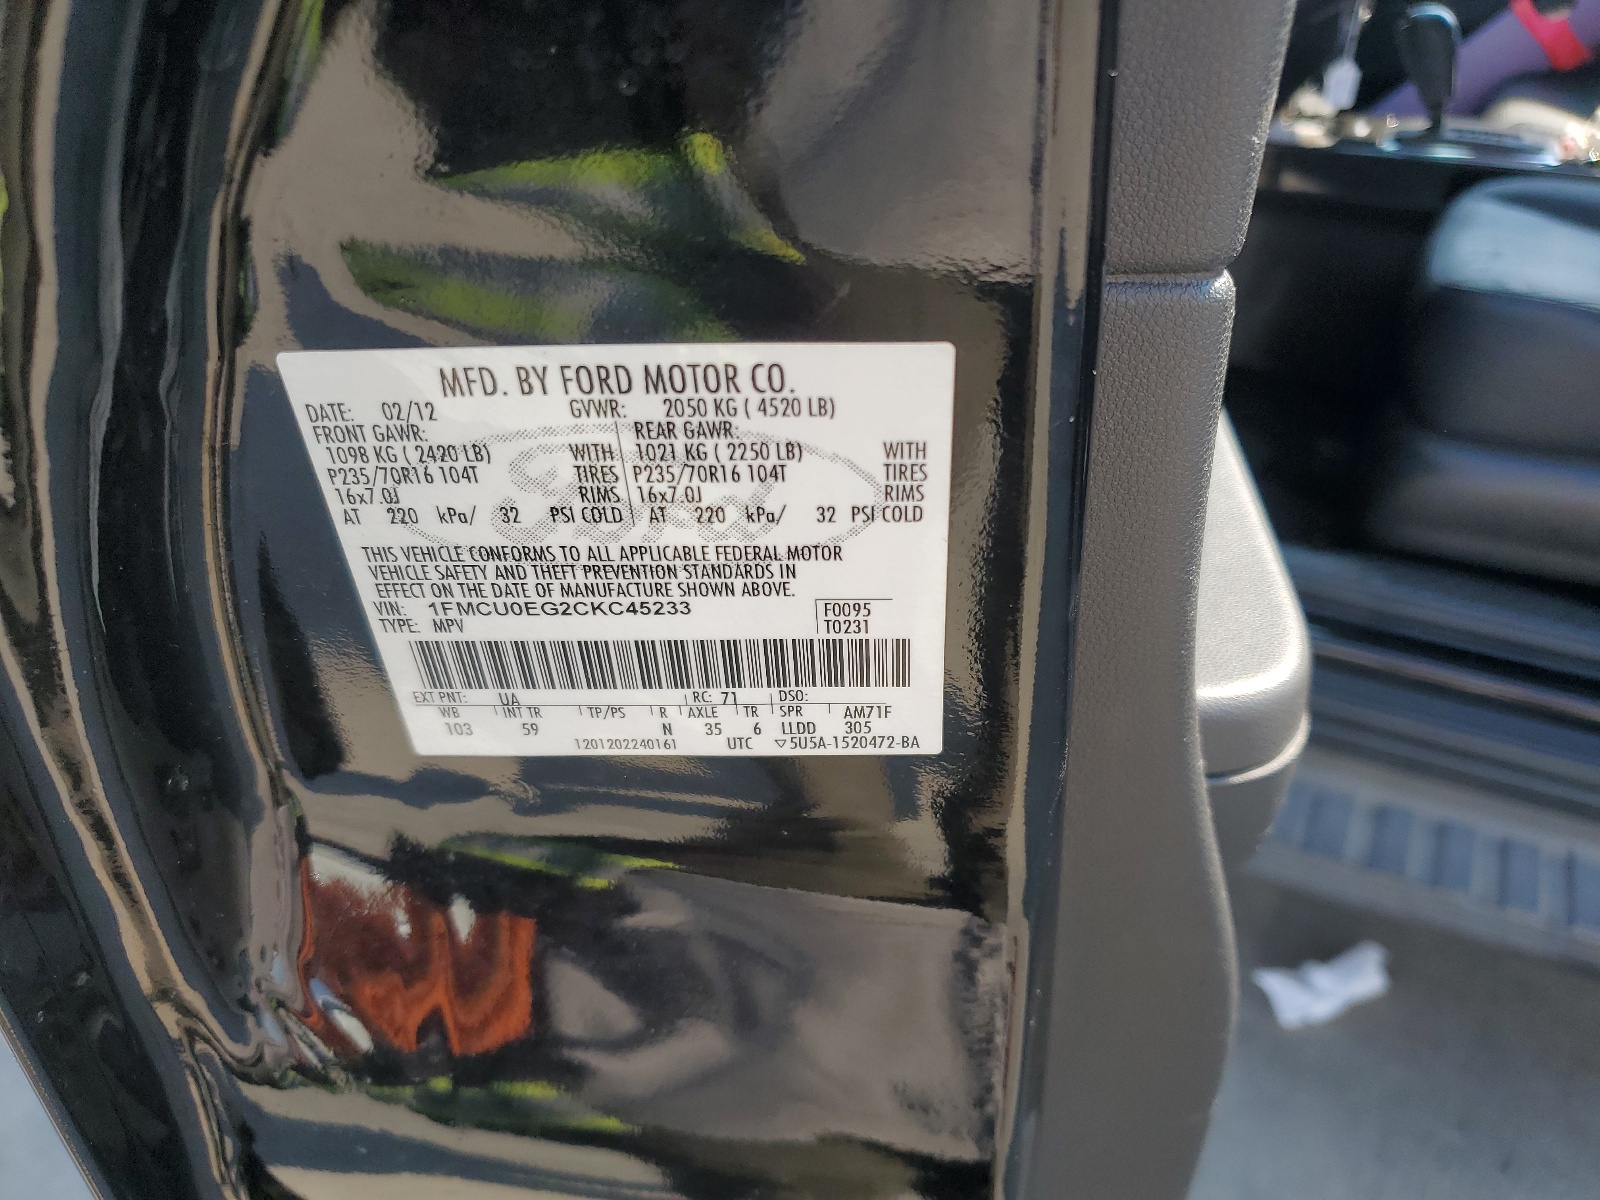 MFD. BY FORD MOTOR CO.
DATE: 02/12 GVWR: 2050 KG ( 4520 LB)
FRONT GAWR: REAR GAWR:
1098 KG ( 2420 LB) WITH 1021 KG ( 2250 LB) WITH
P235/70R16 104T TIRES P235/70R16 104T TIRES
16x7.0J RIMS 16x7.0J RIMS
AT 220 kPa/ 32 PSI COLD AT 220 kPa/ 32 PSI COLD
Ford
THIS VEHICLE CONFORMS TO ALL APPLICABLE FEDERAL MOTOR
VEHICLE SAFETY AND THEFT PREVENTION STANDARDS IN
EFFECT ON THE DATE OF MANUFACTURE SHOWN ABOVE.
VIN: 1FMCU0EG2CKC45233 F0095
TYPE: MPV T0231
EXT PNT: UA RC: 71 DSO:
WB INT TR TP/PS R AXLE TR SPR AM71F
103 59 N 35 6 LLDD 305
1201202240161 UTC ▽5U5A-1520472-BA